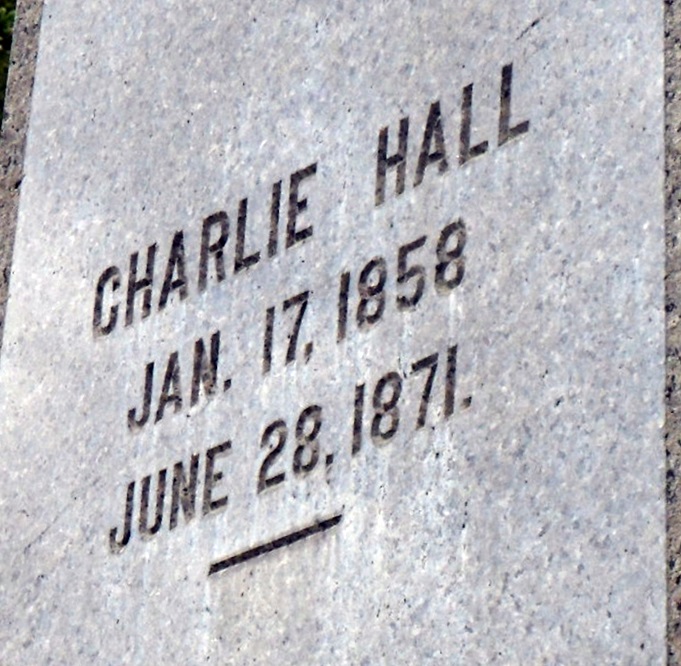 CHARLIE HALL
JAN. 17, 1858
JUNE 28, 1871.